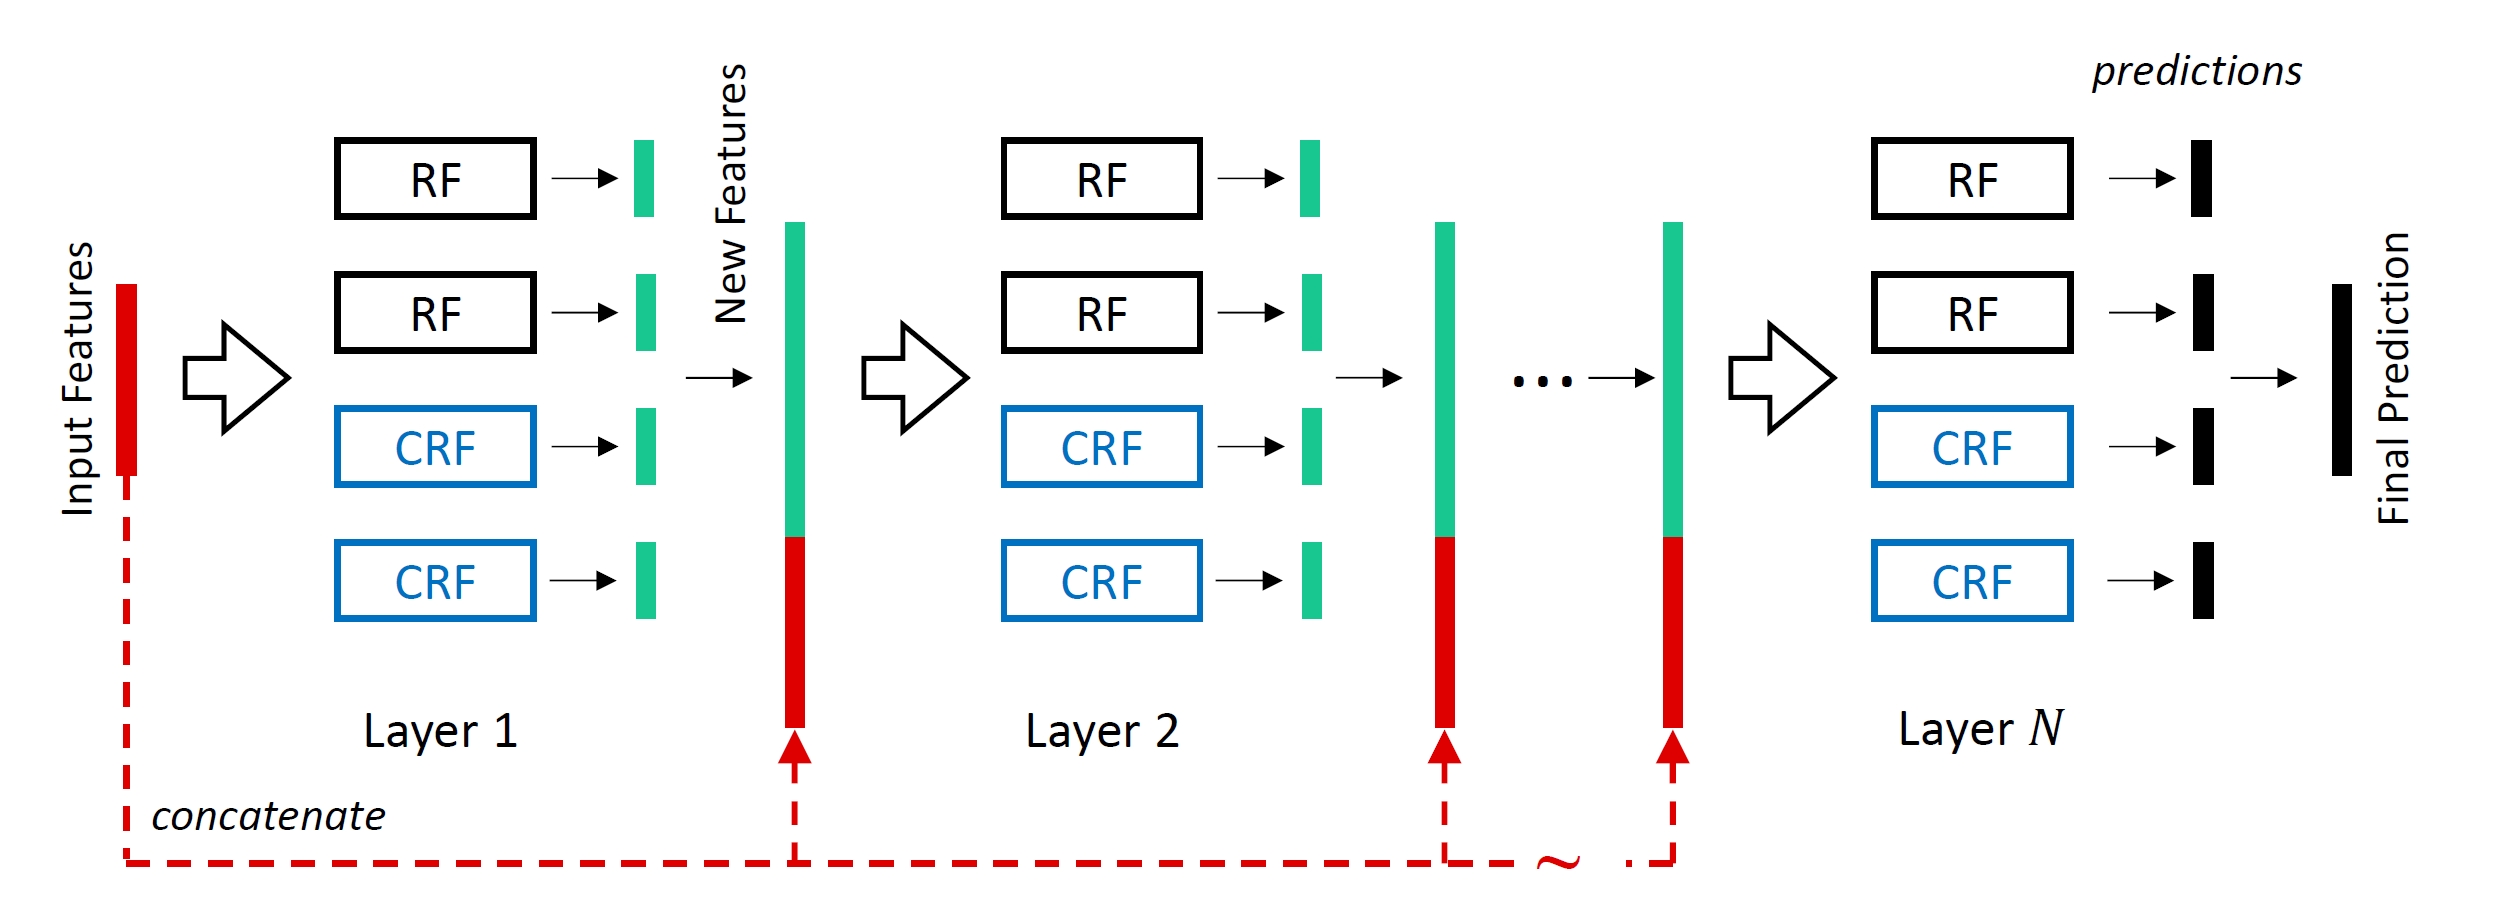 Input Features
RF
RF
CRF
CRF
Layer 1
New Features
RF
RF
CRF
CRF
Layer 2
...
predictions
RF
RF
CRF
CRF
Layer N
Final Prediction
concatenate
~